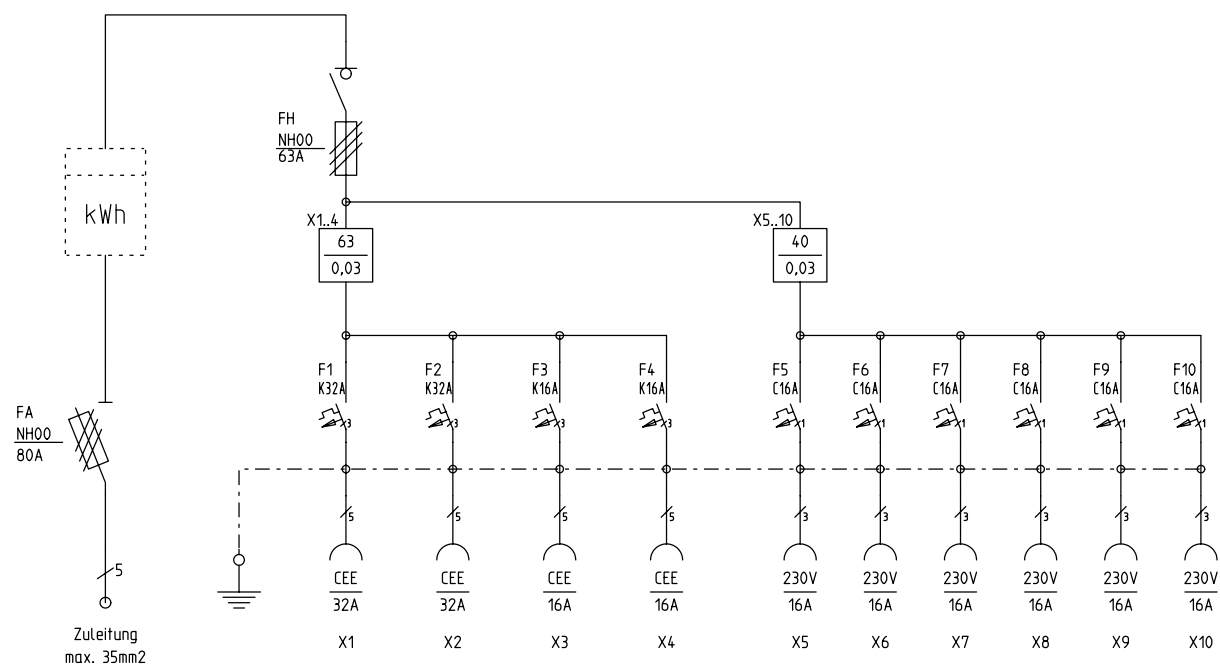 FH
NH00
63A
kWh
X1..4
63
0,03
X5..10
40
0,03
F1
K32A
F2
K32A
F3
K16A
F4
K16A
F5
C16A
F6
C16A
F7
C16A
F8
C16A
F9
C16A
F10
C16A
FA
NH00
80A
3
3
3
3
1
1
1
1
1
1
5
5
5
5
3
3
3
3
3
3
5
CEE
32A
CEE
32A
CEE
16A
CEE
16A
230V
16A
230V
16A
230V
16A
230V
16A
230V
16A
230V
16A
Zuleitung
max. 35mm2
X1
X2
X3
X4
X5
X6
X7
X8
X9
X10